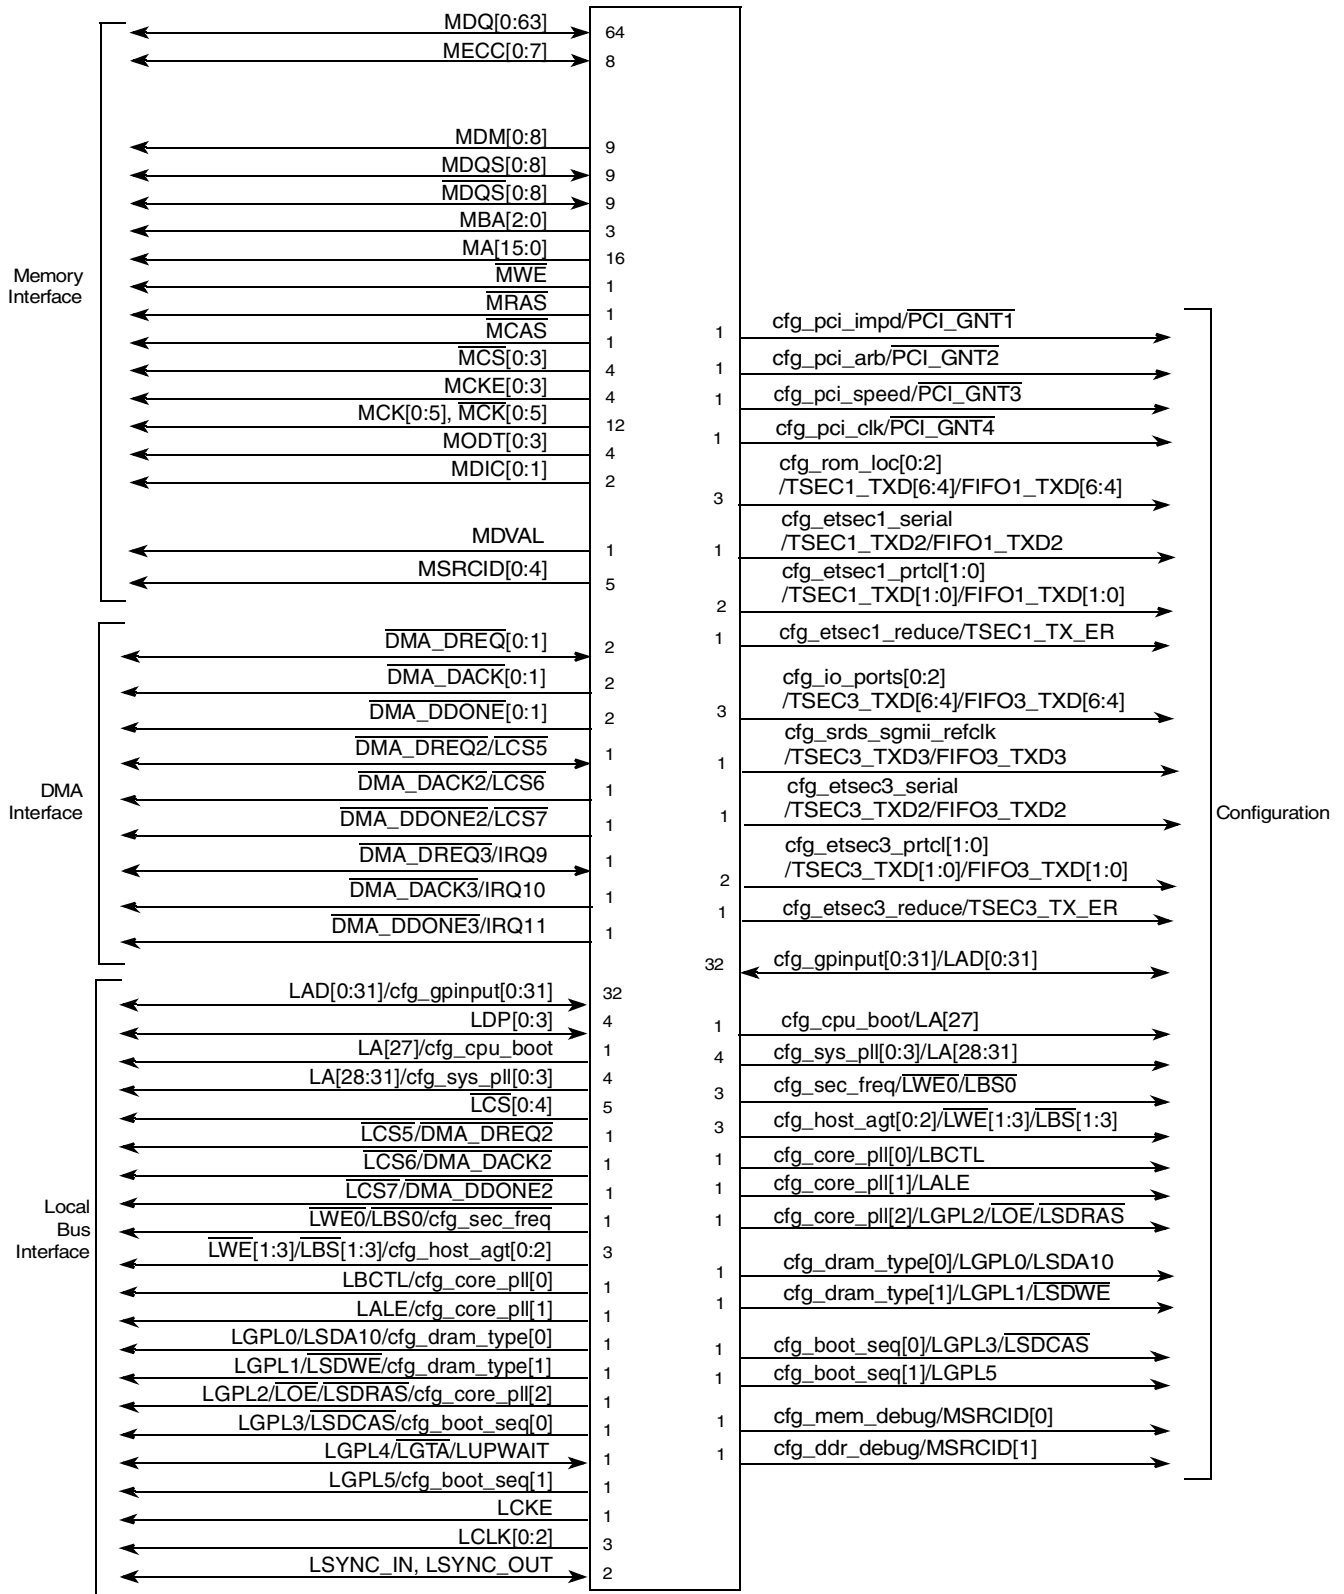 MDQ[0:63]
64
MECC[0:7]
8
MDM[0:8]
9
MDQS[0:8]
9
MDQS[0:8]
9
MBA[2:0]
3
MA[15:0]
16
MWE
1
MRAS
1
MCAS
1
MCS[0:3]
4
MCKE[0:3]
4
MCK[0:5], MCK[0:5]
12
MODT[0:3]
4
MDIC[0:1]
2
MDVAL
1
MSRCID[0:4]
5
Memory
Interface
DMA_DREQ[0:1]
2
DMA_DACK[0:1]
2
DMA_DDONE[0:1]
2
DMA_DREQ2/LCS5
1
DMA_DACK2/LCS6
1
DMA_DDONE2/LCS7
1
DMA_DREQ3/IRQ9
1
DMA_DACK3/IRQ10
1
DMA_DDONE3/IRQ11
1
DMA
Interface
LAD[0:31]/cfg_gpinput[0:31]
32
LDP[0:3]
4
LA[27]/cfg_cpu_boot
1
LA[28:31]/cfg_sys_pll[0:3]
4
LCS[0:4]
5
LCS5/DMA_DREQ2
1
LCS6/DMA_DACK2
1
LCS7/DMA_DDONE2
1
LWE0/LBS0/cfg_sec_freq
1
LWE[1:3]/LBS[1:3]/cfg_host_agt[0:2]
3
LBCTL/cfg_core_pll[0]
1
LALE/cfg_core_pll[1]
1
LGPL0/LSDA10/cfg_dram_type[0]
1
LGPL1/LSDWE/cfg_dram_type[1]
1
LGPL2/LOE/LSDRAS/cfg_core_pll[2]
1
LGPL3/LSDCAS/cfg_boot_seq[0]
1
LGPL4/LGTA/LUPWAIT
1
LGPL5/cfg_boot_seq[1]
1
LCKE
1
LCLK[0:2]
3
LSYNC_IN, LSYNC_OUT
2
Local
Bus
Interface
1
cfg_pci_impd/PCI_GNT1
1
cfg_pci_arb/PCI_GNT2
1
cfg_pci_speed/PCI_GNT3
1
cfg_pci_clk/PCI_GNT4
cfg_rom_loc[0:2]
3
/TSEC1_TXD[6:4]/FIFO1_TXD[6:4]
cfg_etsec1_serial
1
/TSEC1_TXD2/FIFO1_TXD2
cfg_etsec1_prtcl[1:0]
2
/TSEC1_TXD[1:0]/FIFO1_TXD[1:0]
1
cfg_etsec1_reduce/TSEC1_TX_ER
cfg_io_ports[0:2]
3
/TSEC3_TXD[6:4]/FIFO3_TXD[6:4]
cfg_srds_sgmii_refclk
1
/TSEC3_TXD3/FIFO3_TXD3
cfg_etsec3_serial
1
/TSEC3_TXD2/FIFO3_TXD2
cfg_etsec3_prtcl[1:0]
2
/TSEC3_TXD[1:0]/FIFO3_TXD[1:0]
1
cfg_etsec3_reduce/TSEC3_TX_ER
32
cfg_gpinput[0:31]/LAD[0:31]
1
cfg_cpu_boot/LA[27]
4
cfg_sys_pll[0:3]/LA[28:31]
3
cfg_sec_freq/LWE0/LBS0
3
cfg_host_agt[0:2]/LWE[1:3]/LBS[1:3]
1
cfg_core_pll[0]/LBCTL
1
cfg_core_pll[1]/LALE
1
cfg_core_pll[2]/LGPL2/LOE/LSDRAS
1
cfg_dram_type[0]/LGPL0/LSDA10
1
cfg_dram_type[1]/LGPL1/LSDWE
1
cfg_boot_seq[0]/LGPL3/LSDCAS
1
cfg_boot_seq[1]/LGPL5
1
cfg_mem_debug/MSRCID[0]
1
cfg_ddr_debug/MSRCID[1]
Configuration